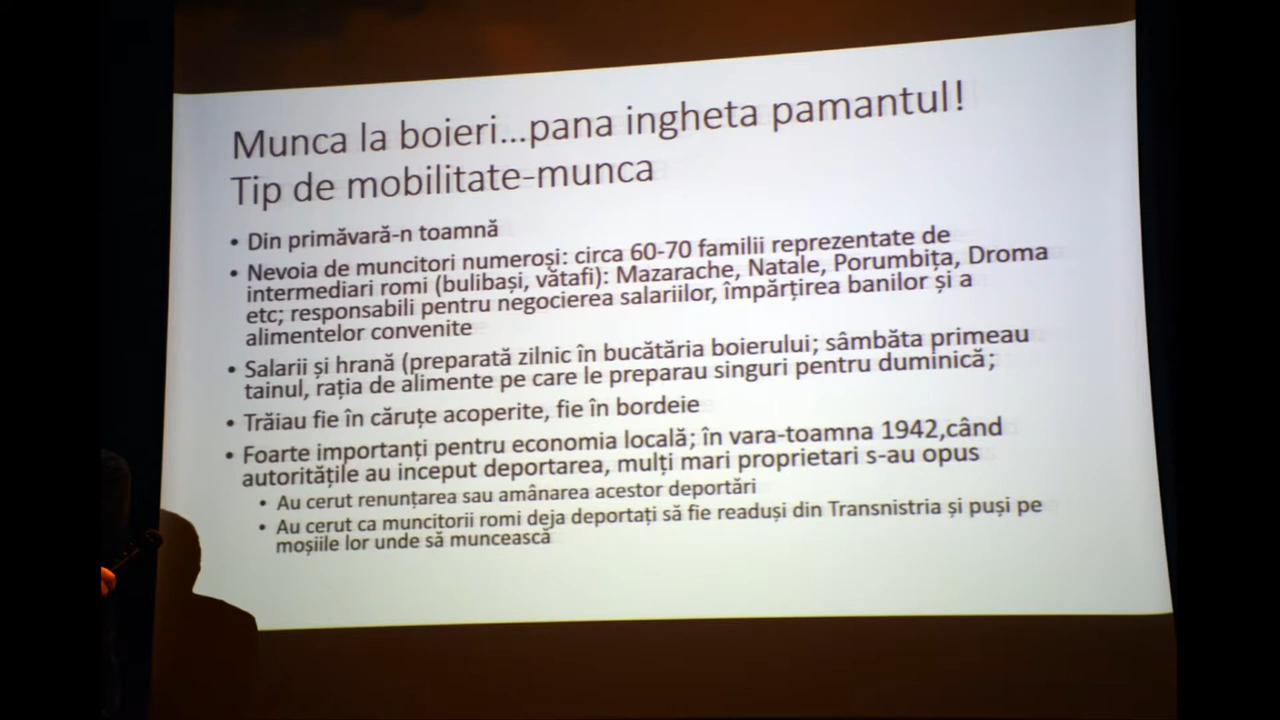 Munca la boieri...pana ingheta pamantul!
Tip de mobilitate-munca
• Din primăvară-n toamnă
• Nevoia de muncitori numeroși: circa 60-70 familii reprezentate de
intermediari romi (bulibași, vătafi): Mazarache, Natale, Porumbița, Droma
etc; responsabili pentru negocierea salariilor, împărțirea banilor și a
alimentelor convenite
• Salarii și hrană (preparată zilnic în bucătăria boierului; sâmbăta primeau
tainul, rația de alimente pe care le preparau singuri pentru duminică;
• Trăiau fie în căruțe acoperite, fie în bordeie
• Foarte importanți pentru economia locală; în vara-toamna 1942,când
autoritățile au inceput deportarea, mulți mari proprietari s-au opus
• Au cerut renunțarea sau amânarea acestor deportări
• Au cerut ca muncitorii romi deja deportați să fie readuși din Transnistria și puși pe
moșiile lor unde să muncească